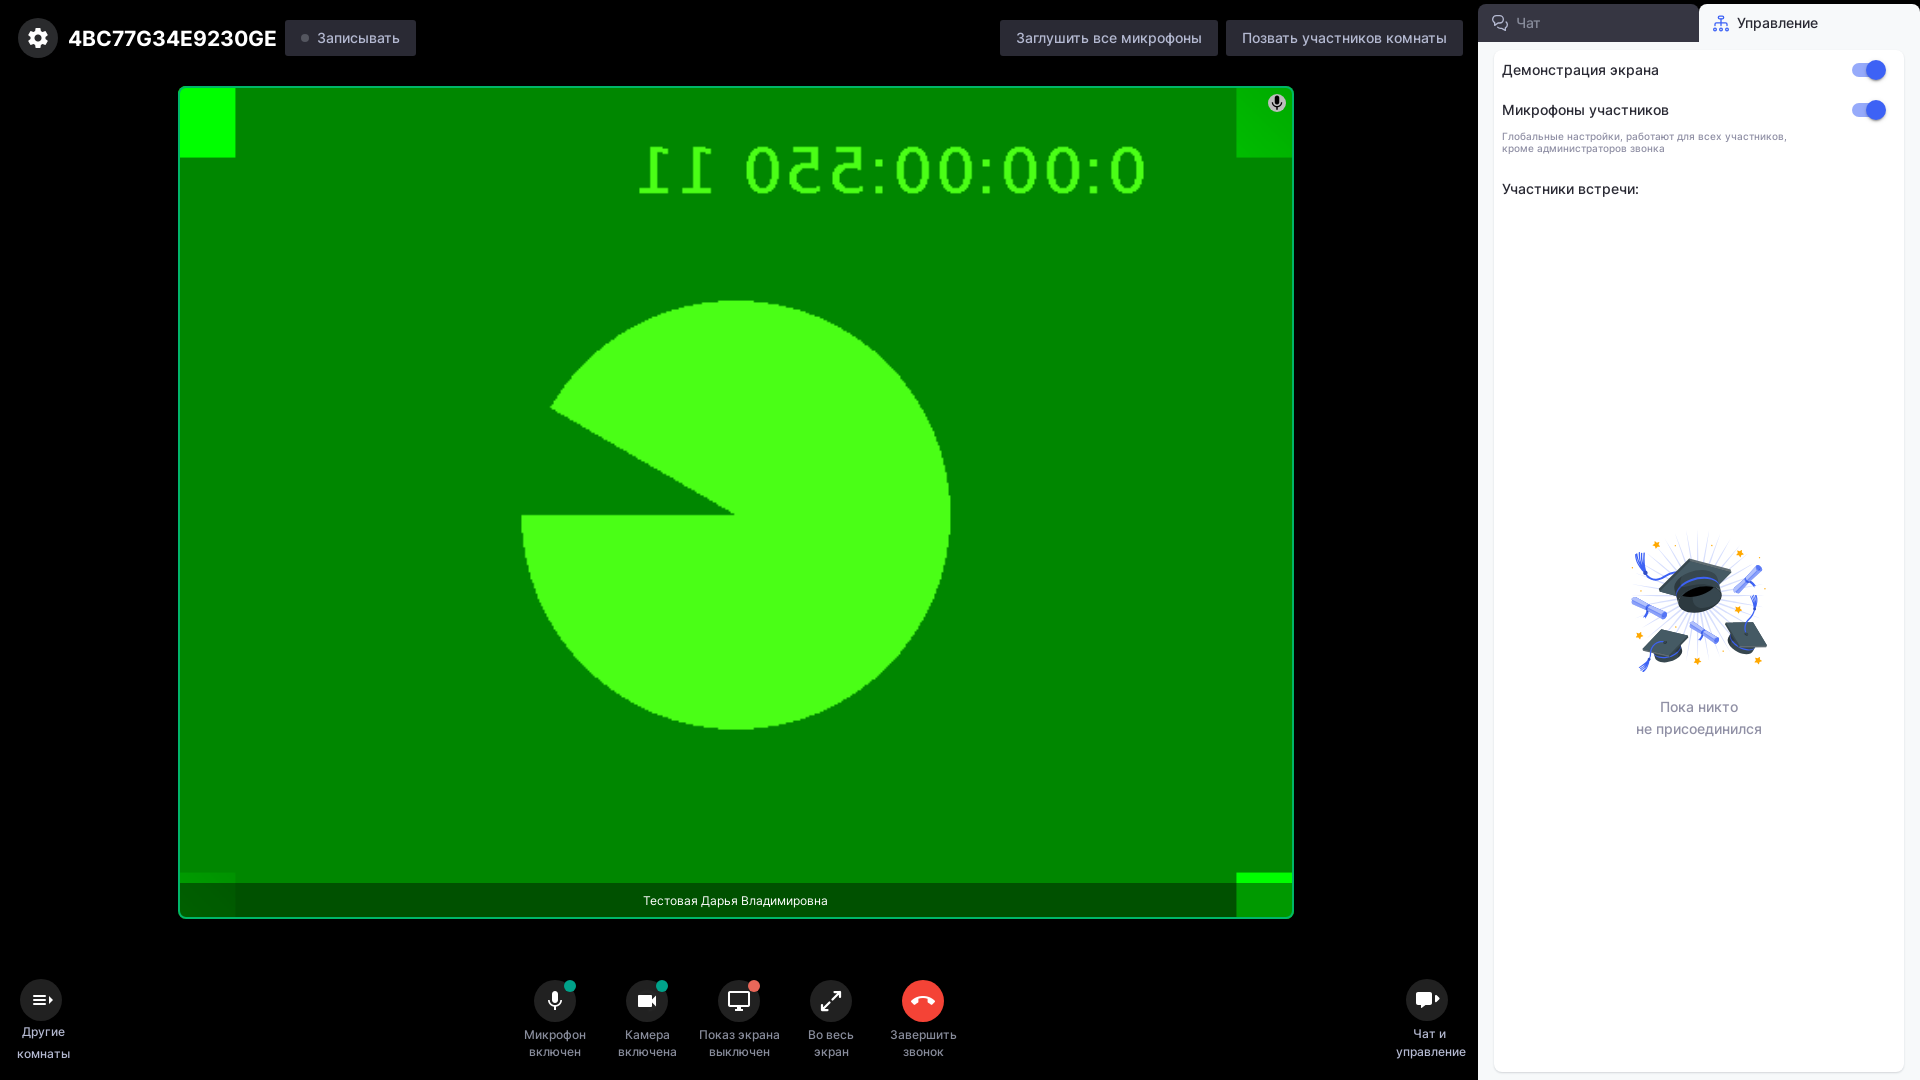 4BC77G34E9230GE
Записывать
Заглушить все микрофоны
Позвать участников комнаты
Чат
Управление
Демонстрация экрана
Микрофоны участников
Глобальные настройки, работают для всех участников,
кроме администраторов звонка
Участники встречи:
0:00:00:550 11
Пока никто
не присоединился
Тестовая Дарья Владимировна
Другие
комнаты
Микрофон
включен
Камера
включена
Показ экрана
выключен
Во весь
экран
Завершить
звонок
Чат и
управление